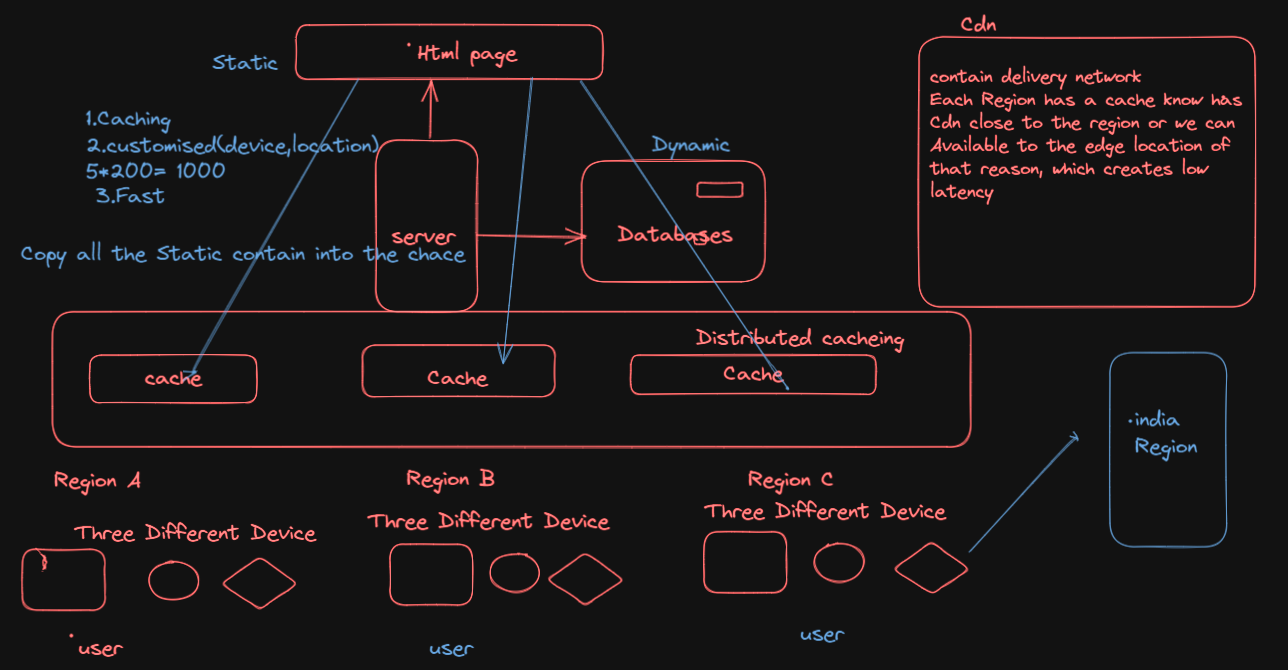 Cdn
Html page
Static
contain delivery network
Each Region has a cache know has
Cdn close to the region or we can
Available to the edge location of
that reason, which creates low
latency
1.Caching
2.customised(device,location)
5*200= 1000
3.Fast
Dynamic
server
Databases
Copy all the Static contain into the chace
Distributed cacheing
cache
Cache
Cache
.india
Region
Region A
Region B
Region C
Three Different Device
Three Different Device
Three Different Device
user
user
user